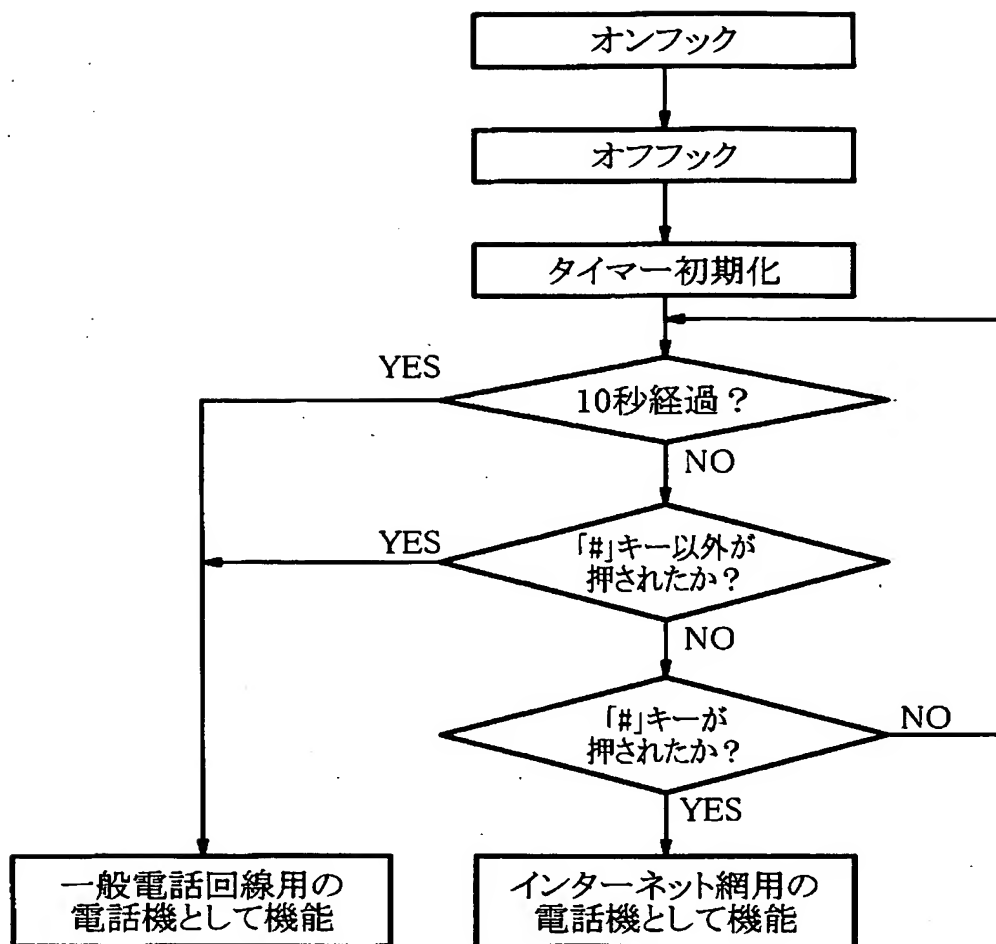 オンフック
オフフック
タイマー初期化
YES
10秒経過？
NO
YES
「#」キー以外が
押されたか？
NO
「#」キーが
押されたか？
NO
YES
一般電話回線用の
電話機として機能
インターネット網用の
電話機として機能